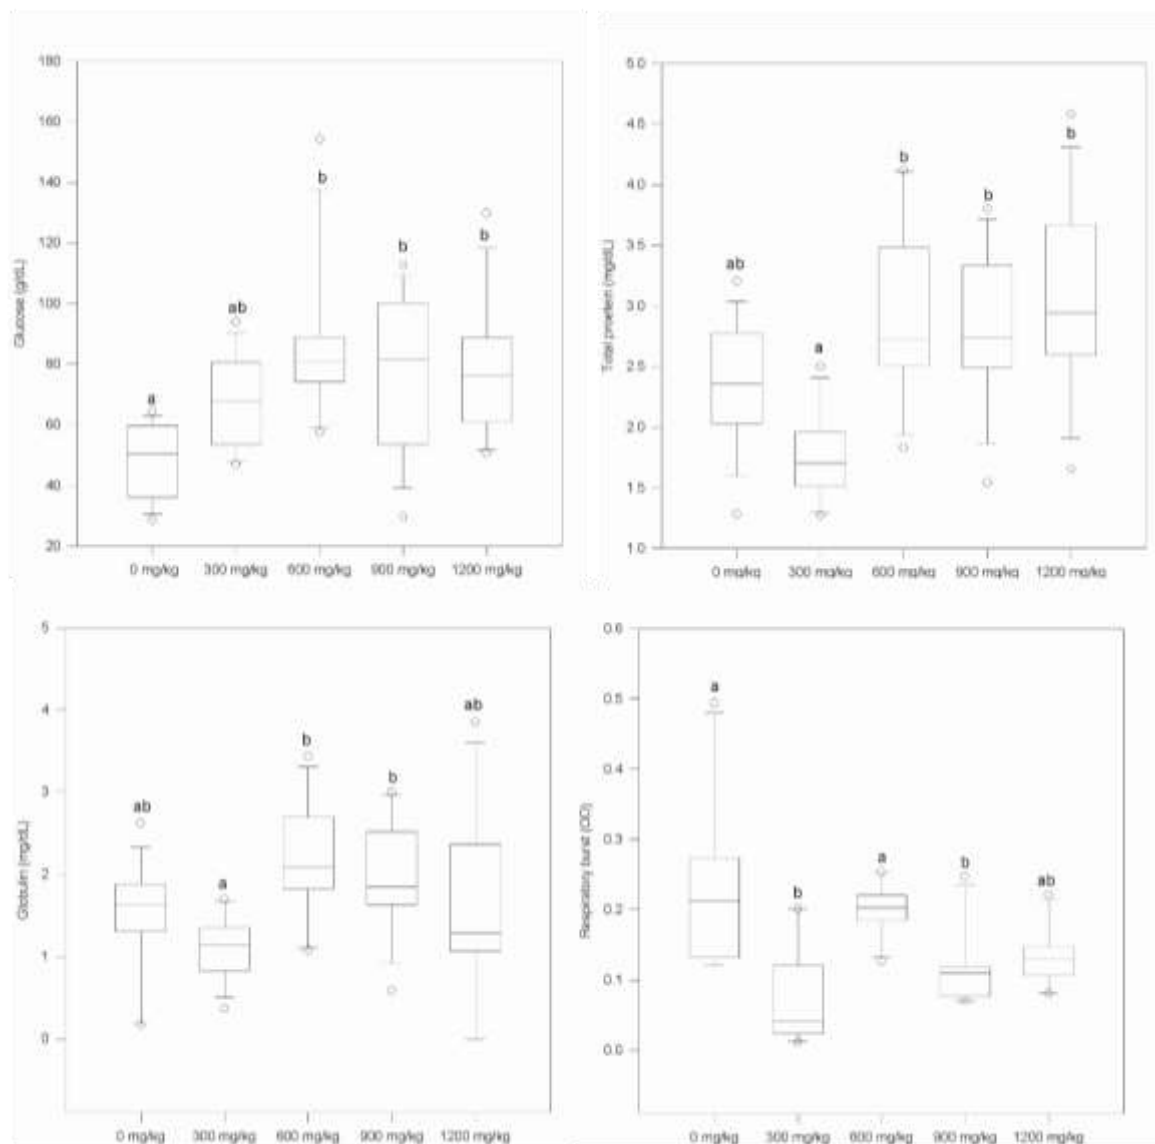 180
160
140
120
100
80
60
40
20
Glucose (g/dL)
a
ab
b
b
b
0 mg/kg 300 mg/kg 600 mg/kg 900 mg/kg 1200 mg/kg
5.0
4.5
4.0
3.5
3.0
2.5
2.0
1.5
1.0
Total proetein (mg/dL)
ab
a
b
b
b
0 mg/kg 300 mg/kg 600 mg/kg 900 mg/kg 1200 mg/kg
5
4
3
2
1
0
Globulin (mg/dL)
ab
a
b
b
ab
0 mg/kg 300 mg/kg 600 mg/kg 900 mg/kg 1200 mg/kg
0.6
0.5
0.4
0.3
0.2
0.1
0.0
Respiratory burst (OD)
a
b
a
b
ab
0 mg/kg 300 mg/kg 600 mg/kg 900 mg/kg 1200 mg/kg